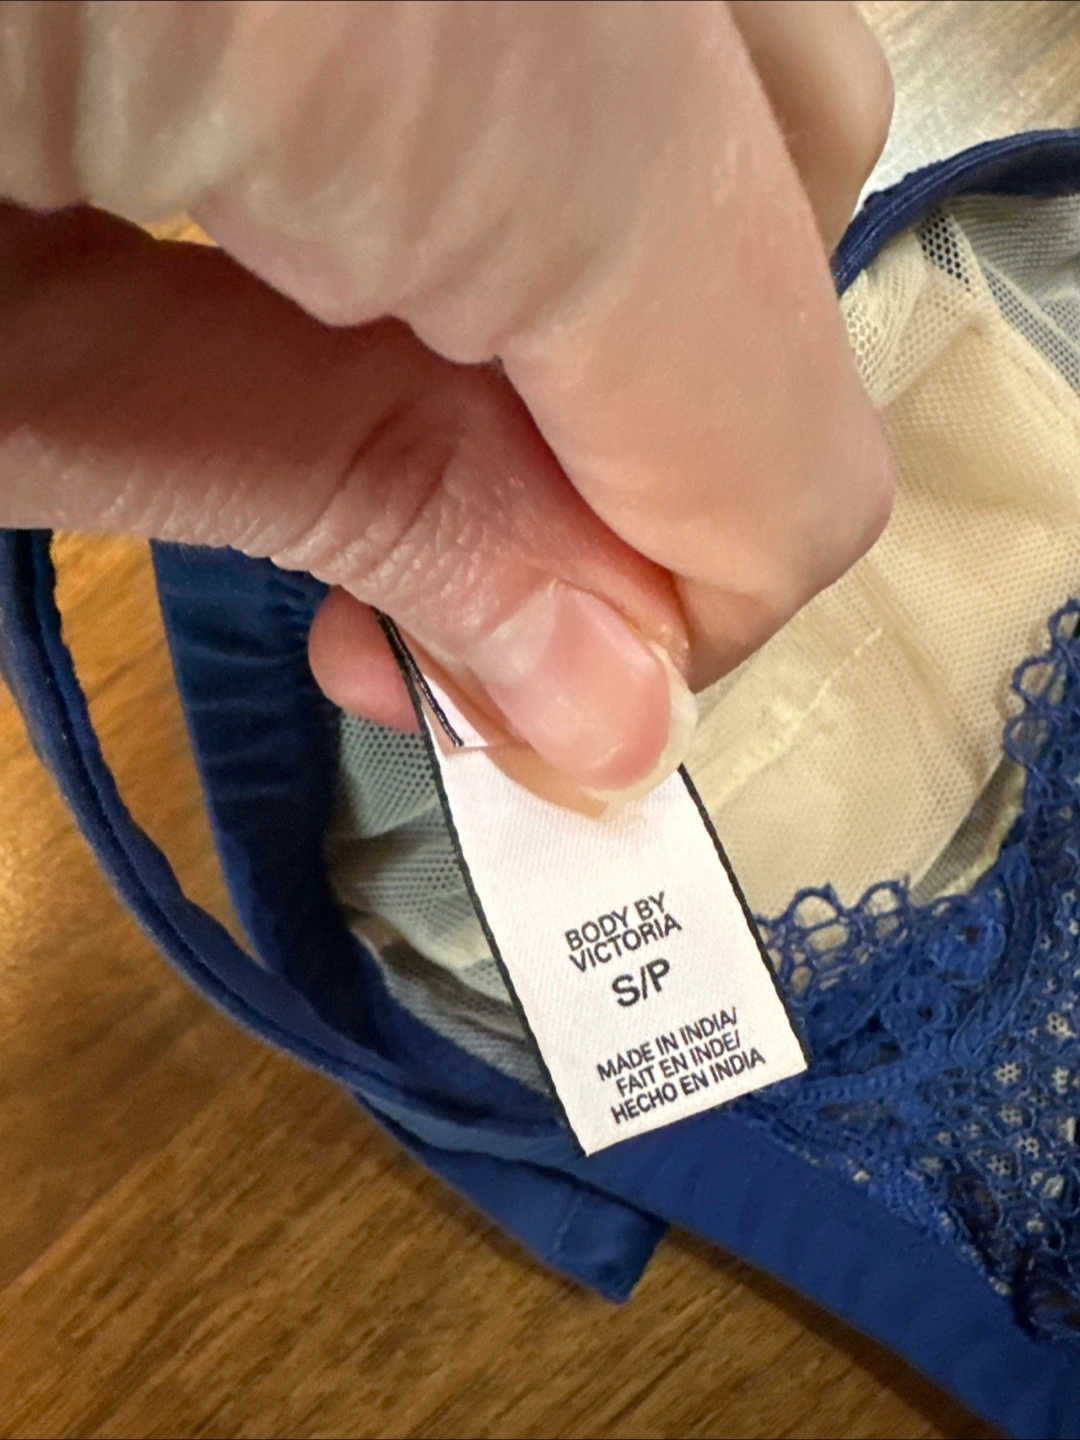 BODY BY
VICTORIA
S/P
MADE IN INDIA/
FAIT EN INDE/
HECHO EN INDIA